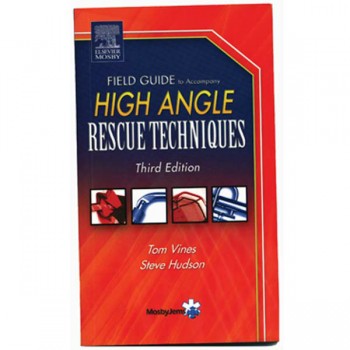 ELSEVIER
MOSBY
FIELD GUIDE to Accompany
HIGH ANGLE
RESCUE TECHNIQUES
Third Edition
Tom Vines
Steve Hudson
MosbyJems